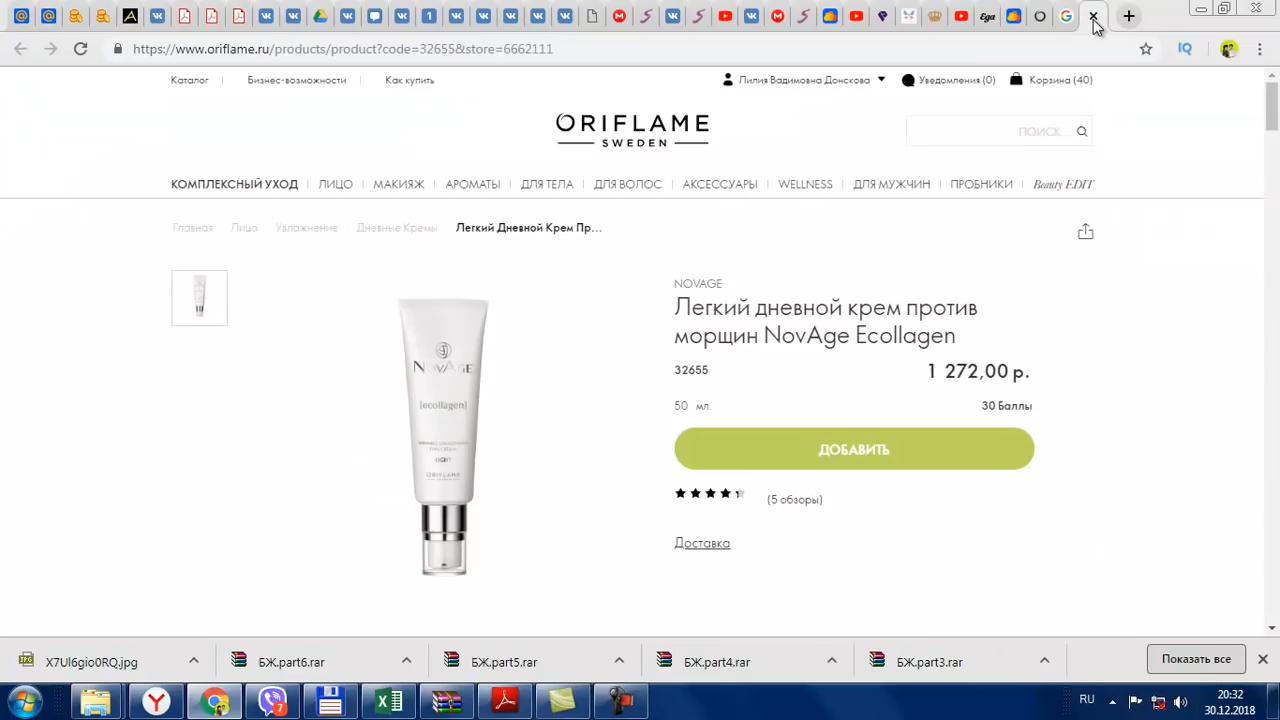 https://www.oriflame.ru/products/product?code=32655&store=6662111
IQ
Каталог
Бизнес-возможности
Как купить
Лилия Вадимовна Донскова
Уведомления (0)
Корзина (40)
ORIFLAME
SWEDEN
ПОИСК
КОМПЛЕКСНЫЙ УХОД
ЛИЦО
МАКИЯЖ
АРОМАТЫ
ДЛЯ ТЕЛА
ДЛЯ ВОЛОС
АКСЕССУАРЫ
WELLNESS
ДЛЯ МУЖЧИН
ПРОБНИКИ
Beauty EDIT
Главная
Лицо
Увлажнение
Дневные Кремы
Легкий Дневной Крем Пр...
NOVAGE
Легкий дневной крем против
морщин NovAge Ecollagen
32655
1 272,00 р.
50 мл.
30 Баллы
ДОБАВИТЬ
(5 обзоры)
Доставка
NOVAGE
[ecollagen]
ORIFLAME
X7Ul6gio0RQ.jpg
БЖ.part6.rar
БЖ.part5.rar
БЖ.part4.rar
БЖ.part3.rar
Показать все
RU
20:32
30.12.2018